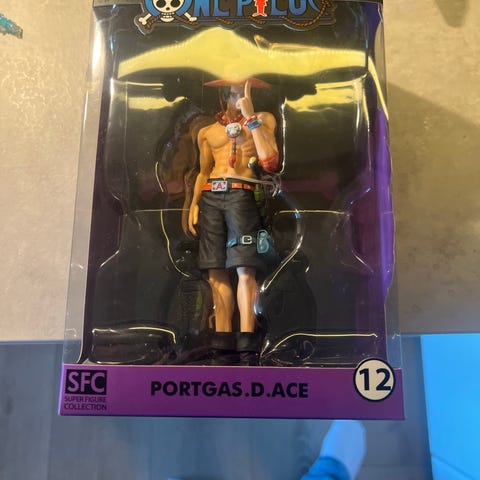 ONE PIECE
A
SFC
SUPER FIGURE
COLLECTION
PORTGAS.D.ACE
12